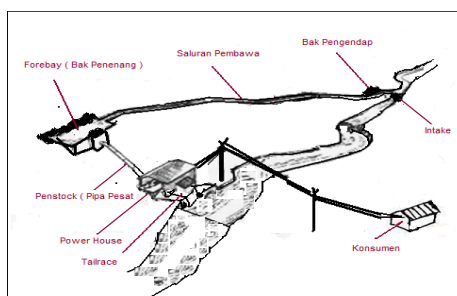 Bak Pengendap
Saluran Pembawa
Forebay ( Bak Penenang )
Intake
Penstock ( Pipa Pesat
Power House
Konsumen
Tailrace